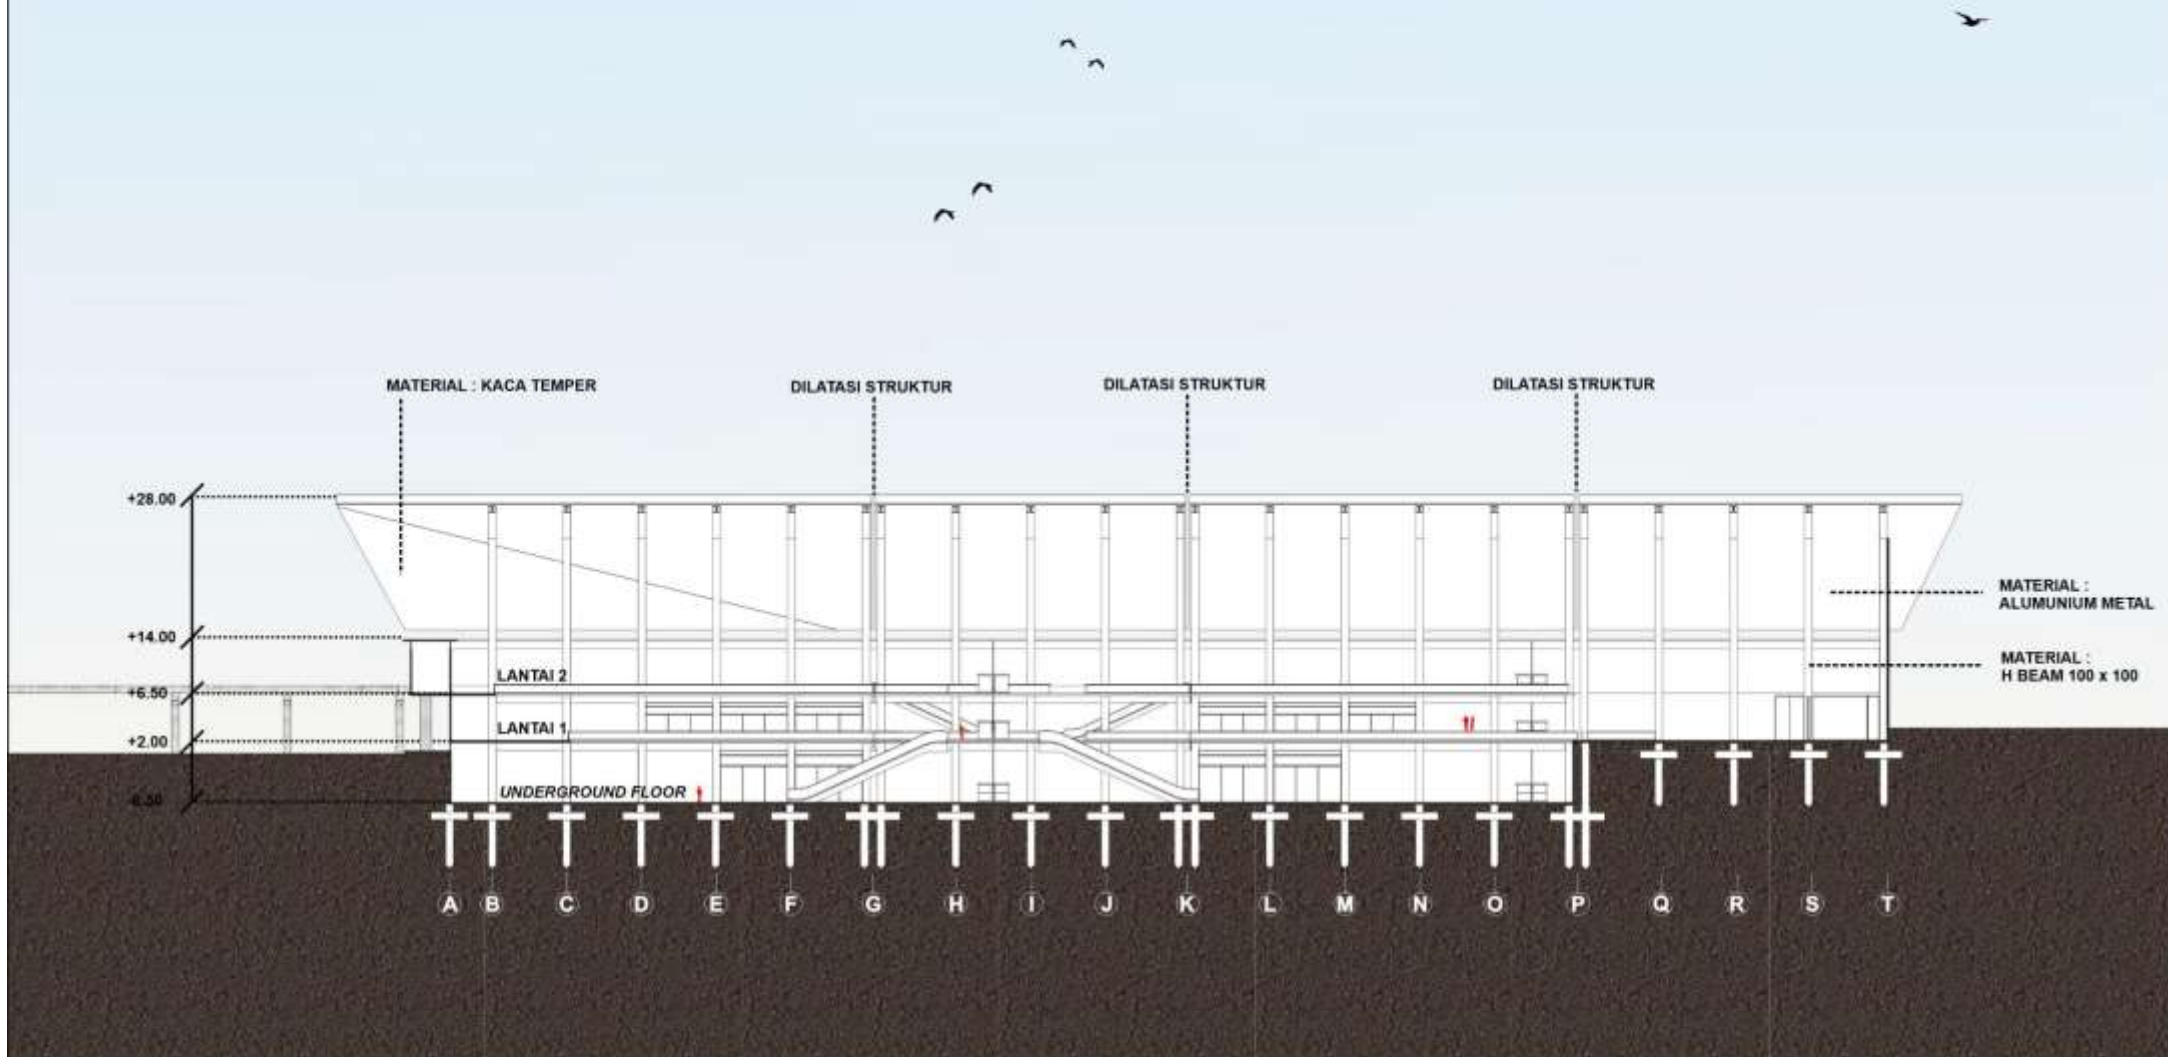 MATERIAL : KACA TEMPER
DILATASI STRUKTUR
DILATASI STRUKTUR
DILATASI STRUKTUR
+28.00
MATERIAL :
ALUMUNIUM METAL
+14.00
MATERIAL :
H BEAM 100 x 100
LANTAI 2
+6.50
LANTAI 1
+2.00
UNDERGROUND FLOOR
A B C D E F G H I J K L M N O P Q R S T